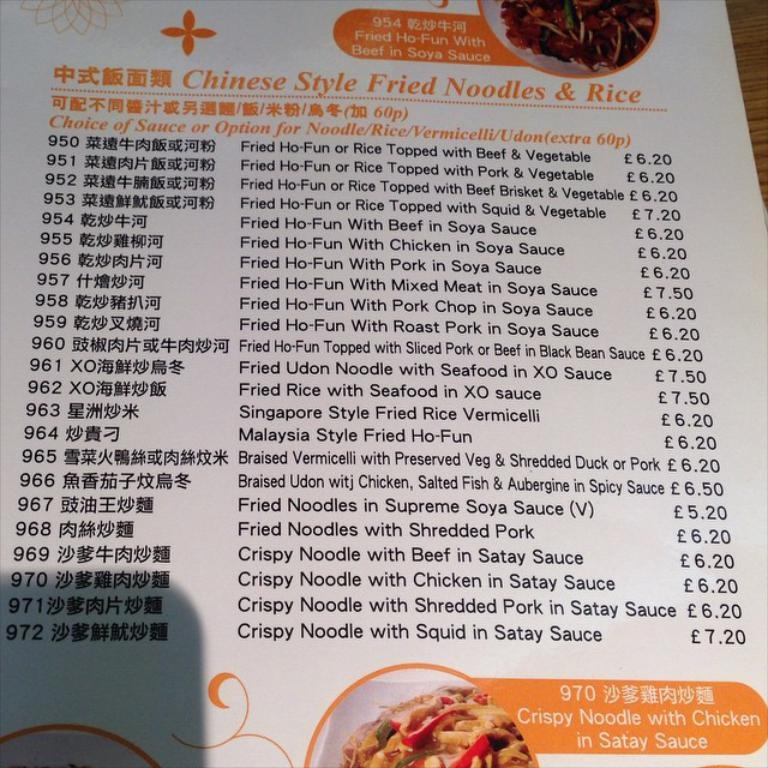 954 乾炒牛河
Fried Ho-Fun With
Beef in Soya Sauce
中式飯面類 Chinese Style Fried Noodles & Rice
可配不同醬汁或另選麵/飯/米粉/烏冬(加 60p)
Choice of Sauce or Option for Noodle/Rice/Vermicelli/Udon(extra 60p)
950 菜遠牛肉飯或河粉 Fried Ho-Fun or Rice Topped with Beef & Vegetable £6.20
951 菜遠肉片飯或河粉 Fried Ho-Fun or Rice Topped with Pork & Vegetable £6.20
952 菜遠牛腩飯或河粉 Fried Ho-Fun or Rice Topped with Beef Brisket & Vegetable £6.20
953 菜遠鮮魷飯或河粉 Fried Ho-Fun or Rice Topped with Squid & Vegetable £7.20
954 乾炒牛河 Fried Ho-Fun With Beef in Soya Sauce £6.20
955 乾炒雞柳河 Fried Ho-Fun With Chicken in Soya Sauce £6.20
956 乾炒肉片河 Fried Ho-Fun With Pork in Soya Sauce £6.20
957 什燴炒河 Fried Ho-Fun With Mixed Meat in Soya Sauce £7.50
958 乾炒豬扒河 Fried Ho-Fun With Pork Chop in Soya Sauce £6.20
959 乾炒叉燒河 Fried Ho-Fun With Roast Pork in Soya Sauce £6.20
960 豉椒肉片或牛肉炒河 Fried Ho-Fun Topped with Sliced Pork or Beef in Black Bean Sauce £6.20
961 XO海鮮炒烏冬 Fried Udon Noodle with Seafood in XO Sauce £7.50
962 XO海鮮炒飯 Fried Rice with Seafood in XO sauce £7.50
963 星洲炒米 Singapore Style Fried Rice Vermicelli £6.20
964 炒貴刁 Malaysia Style Fried Ho-Fun £6.20
965 雪菜火鴨絲或肉絲炆米 Braised Vermicelli with Preserved Veg & Shredded Duck or Pork £6.20
966 魚香茄子炆烏冬 Braised Udon witj Chicken, Salted Fish & Aubergine in Spicy Sauce £6.50
967 豉油王炒麵 Fried Noodles in Supreme Soya Sauce (V) £5.20
968 肉絲炒麵 Fried Noodles with Shredded Pork £6.20
969 沙爹牛肉炒麵 Crispy Noodle with Beef in Satay Sauce £6.20
970 沙爹雞肉炒麵 Crispy Noodle with Chicken in Satay Sauce £6.20
971沙爹肉片炒麵 Crispy Noodle with Shredded Pork in Satay Sauce £6.20
972 沙爹鮮魷炒麵 Crispy Noodle with Squid in Satay Sauce £7.20
970 沙爹雞肉炒麵
Crispy Noodle with Chicken
in Satay Sauce